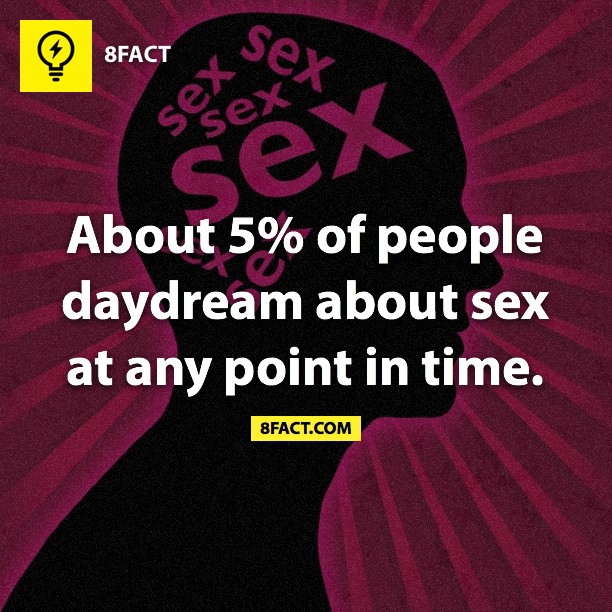 8FACT
sex
sex
sex
sex
sex
sex
About 5% of people
daydream about sex
at any point in time.
8FACT.COM